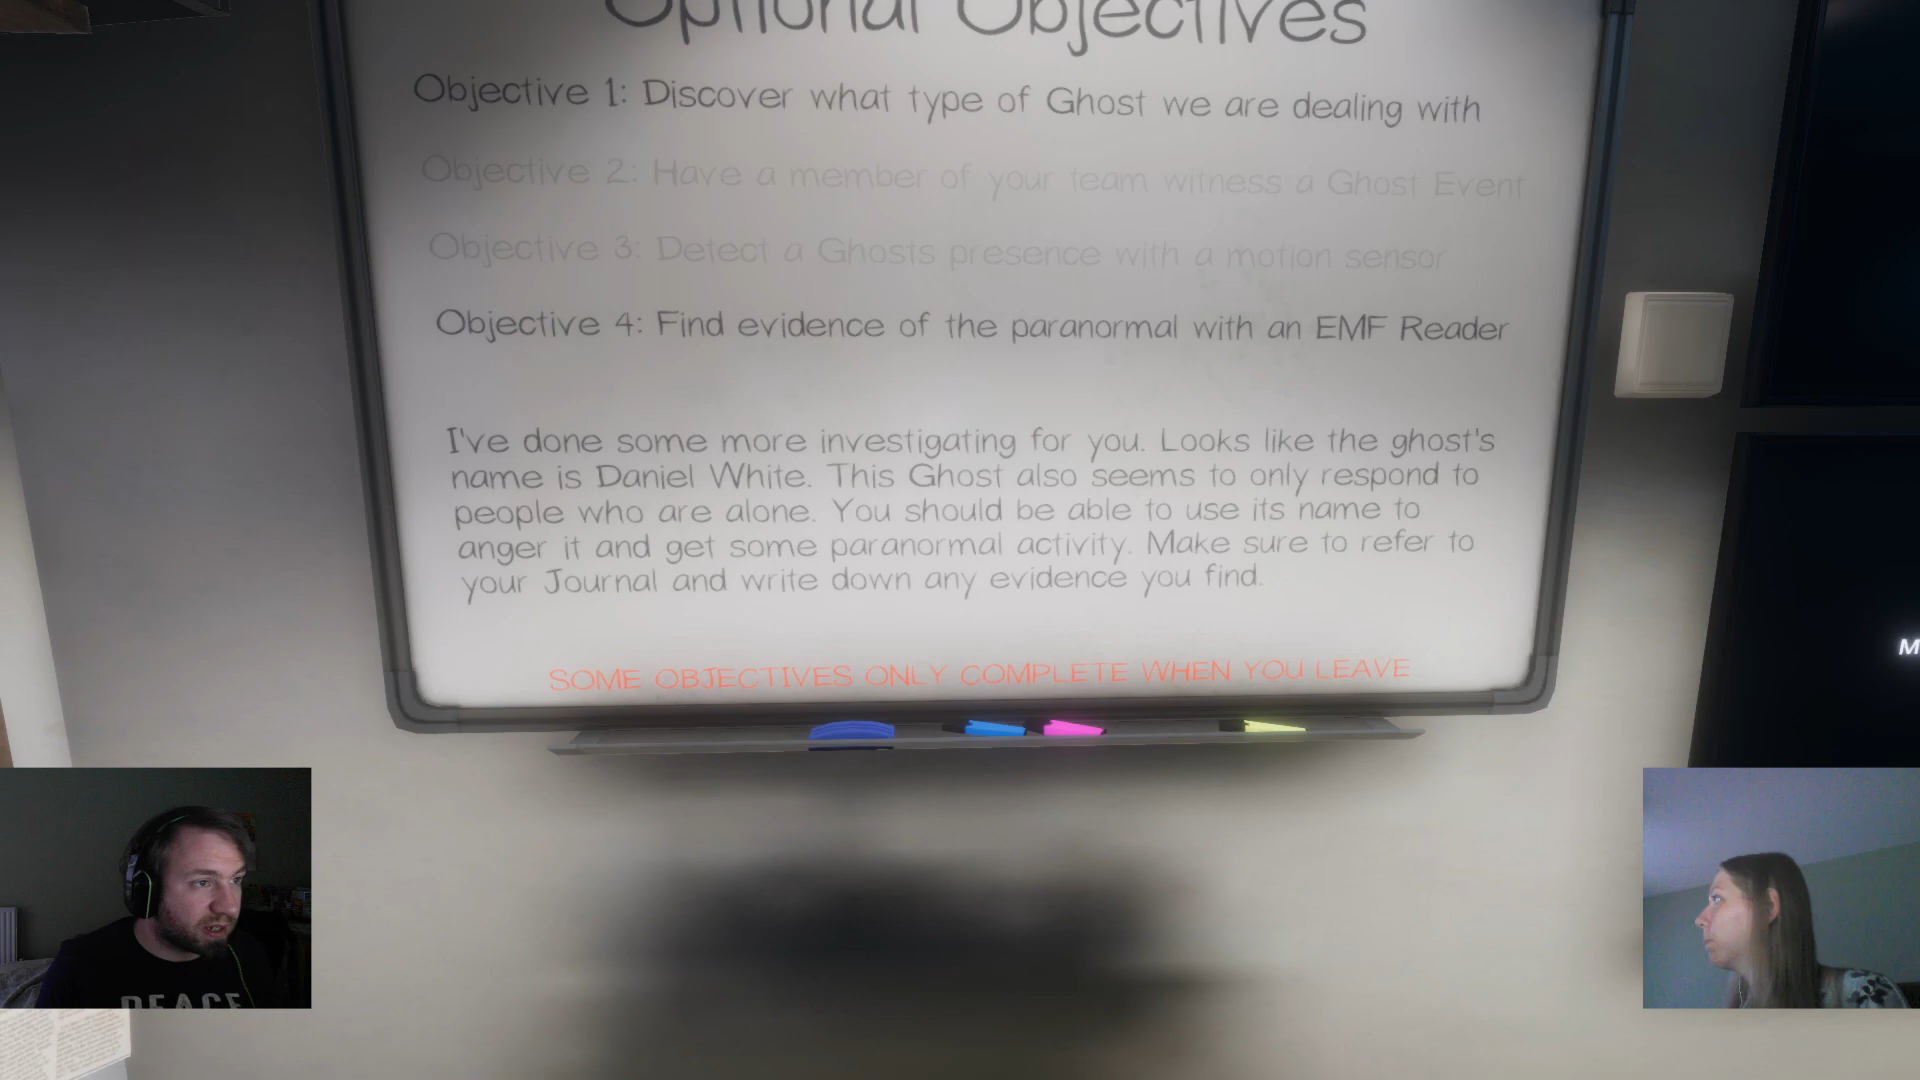 Optional Objectives
Objective 1: Discover what type of Ghost we are dealing with
Objective 2: Have a member of your team witness a Ghost Event
Objective 3: Detect a Ghosts presence with a motion sensor
Objective 4: Find evidence of the paranormal with an EMF Reader
I've done some more investigating for you. Looks like the ghost's
name is Daniel White. This Ghost also seems to only respond to
people who are alone. You should be able to use its name to
anger it and get some paranormal activity. Make sure to refer to
your Journal and write down any evidence you find.
SOME OBJECTIVES ONLY COMPLETE WHEN YOU LEAVE
M
PEACE